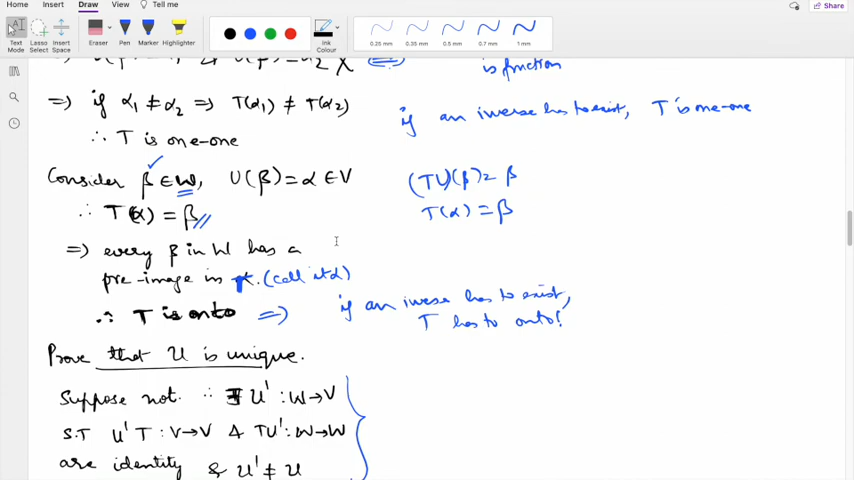 Home Insert Draw View Tell me
Share
Text Mode
Lasso Select
Insert Space
Eraser
Pen
Marker
Highlighter
Ink Colour
0.25 mm 0.35 mm 0.5 mm 0.7 mm 1 mm
is function
=> if α1 ≠ α2 => T(α1) ≠ T(α2)
if an inverse has to exist, T is one-one
∴ T is one-one
Consider β ∈ W, U(β) = α ∈ V
(TU)(β) = β
∴ T(α) = β
T(α) = β
=> every β in W has a
pre-image in (call it α)
∴ T is onto =>
if an inverse has to exist,
T has to onto!
Prove that U is unique.
Suppose not. ∴ ∃ U' : W→V
S.T U'T : V→V & TU' : W→W
are identity & U' ≠ U